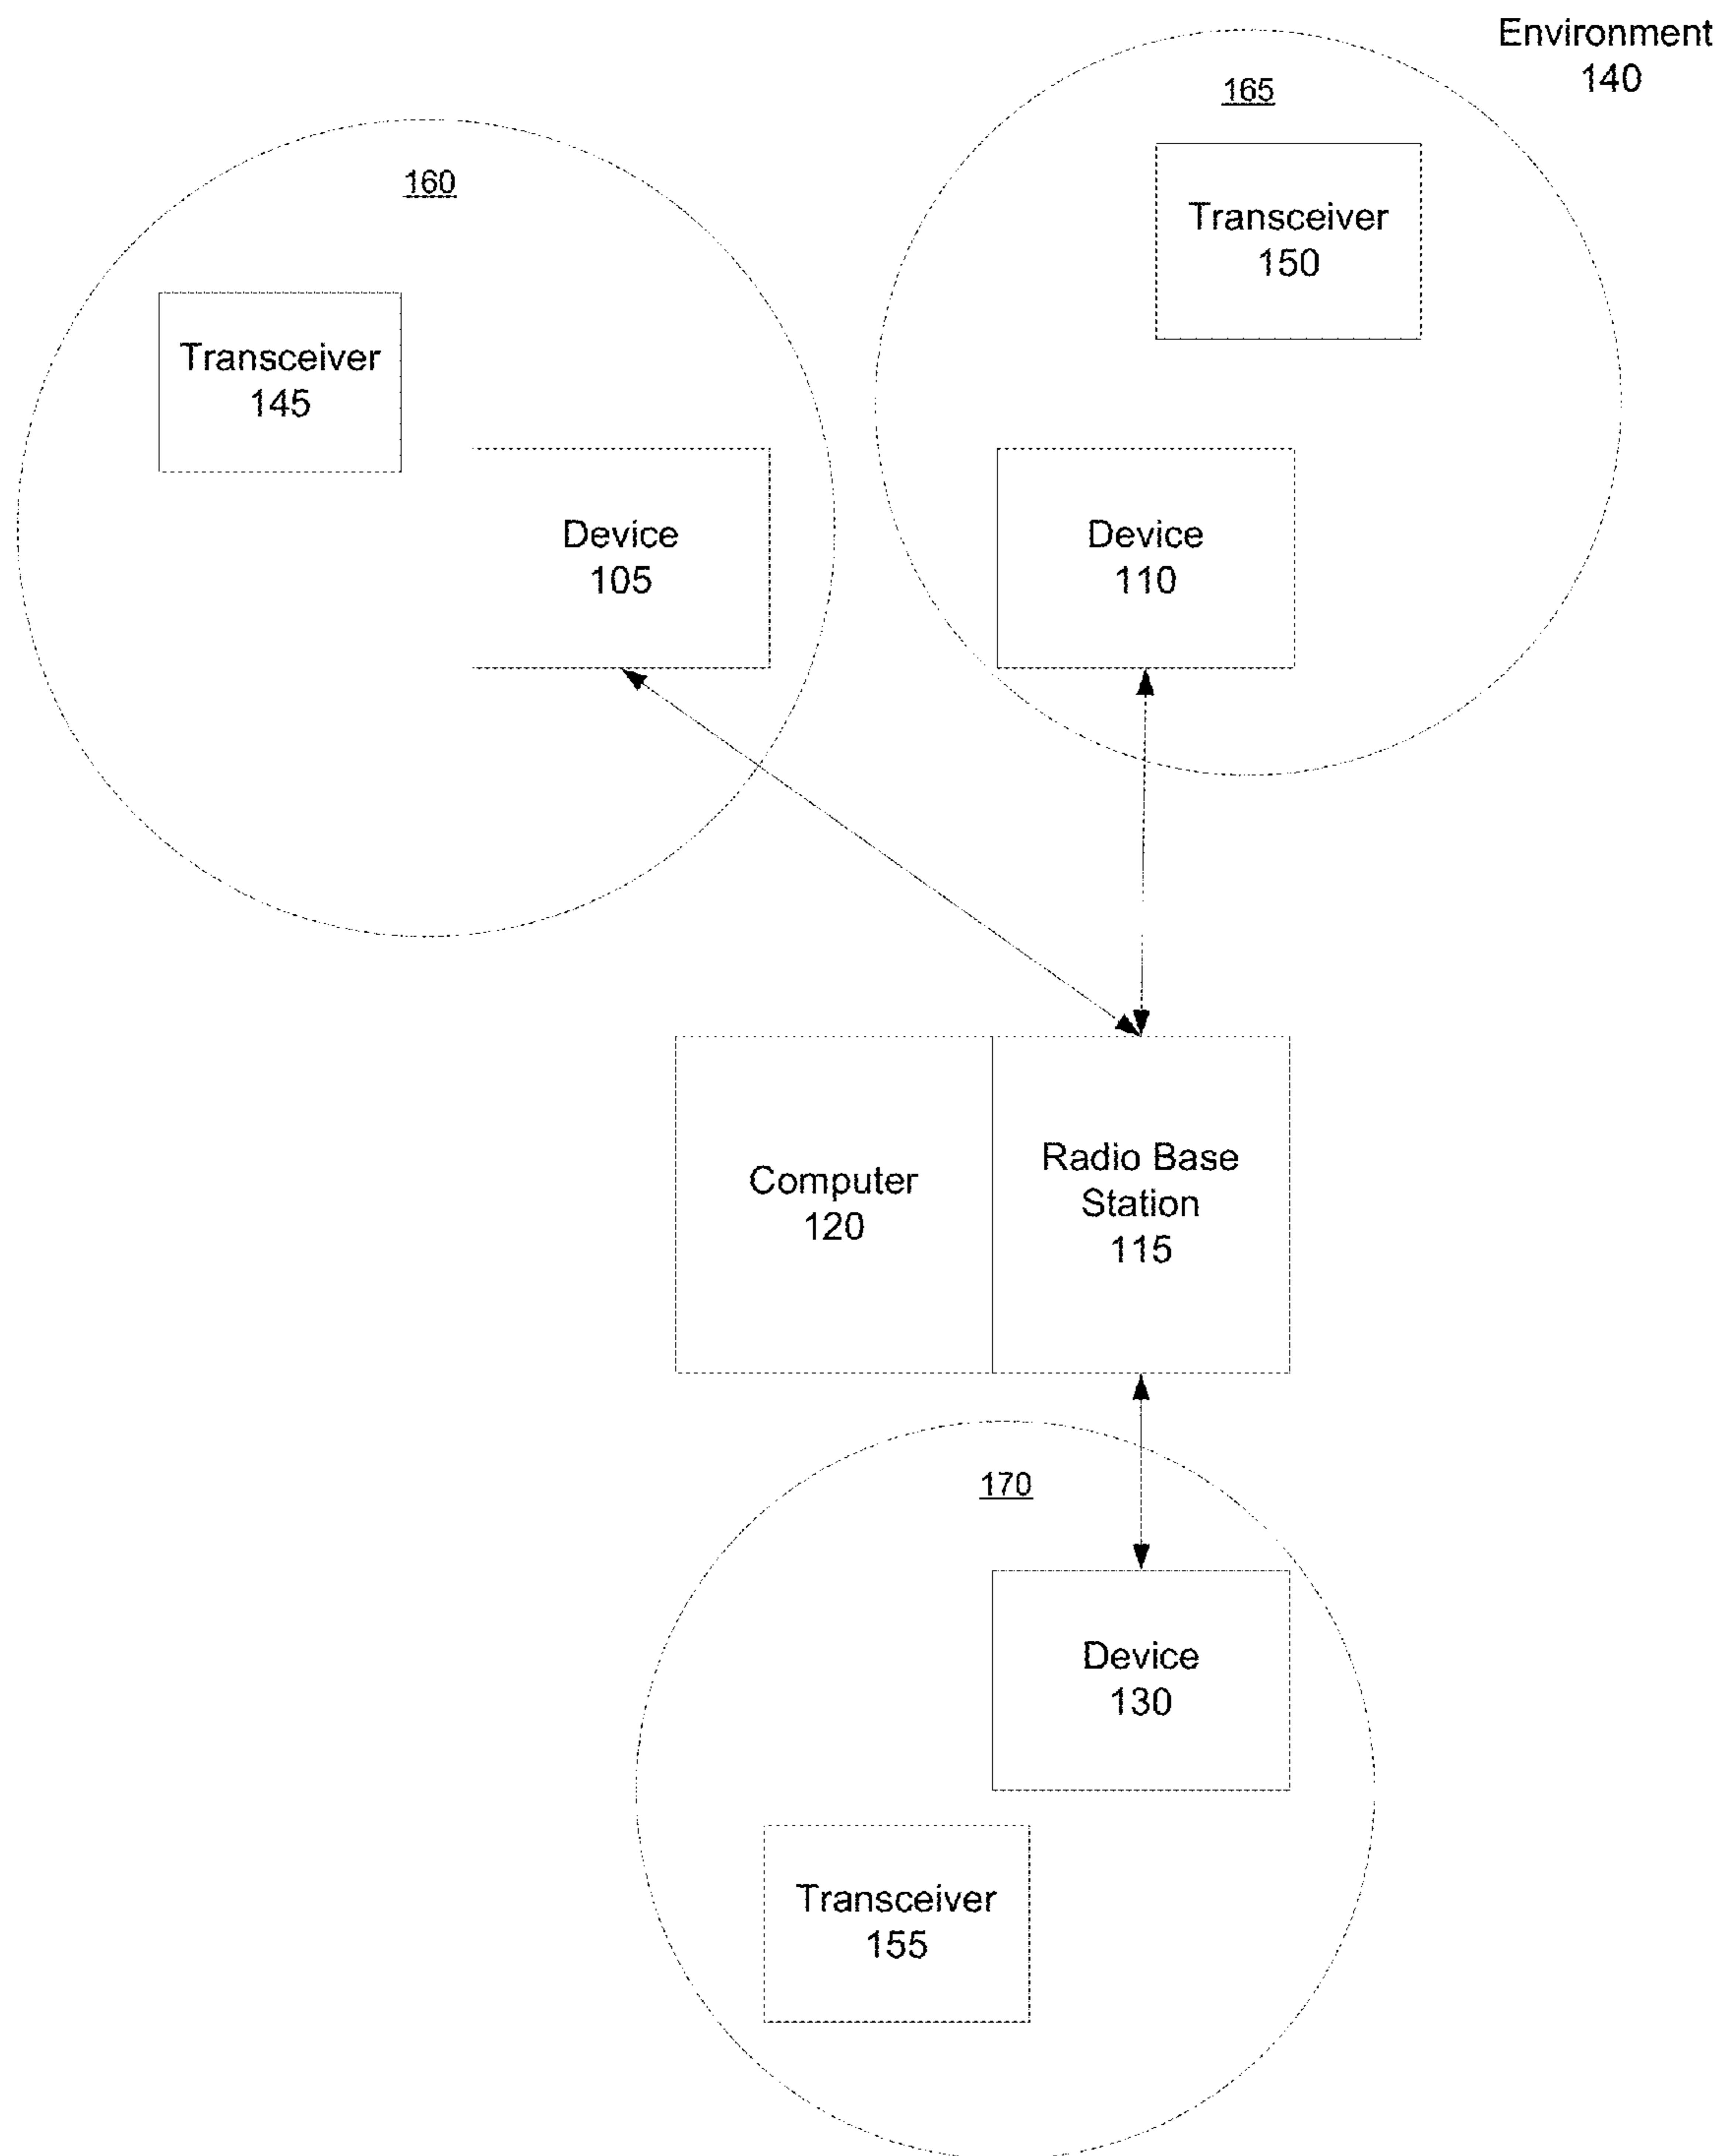 Environment
140
165
160
Transceiver
150
Transceiver
145
Device
105
Device
110
Computer
120
Radio Base
Station
115
170
Device
130
Transceiver
155